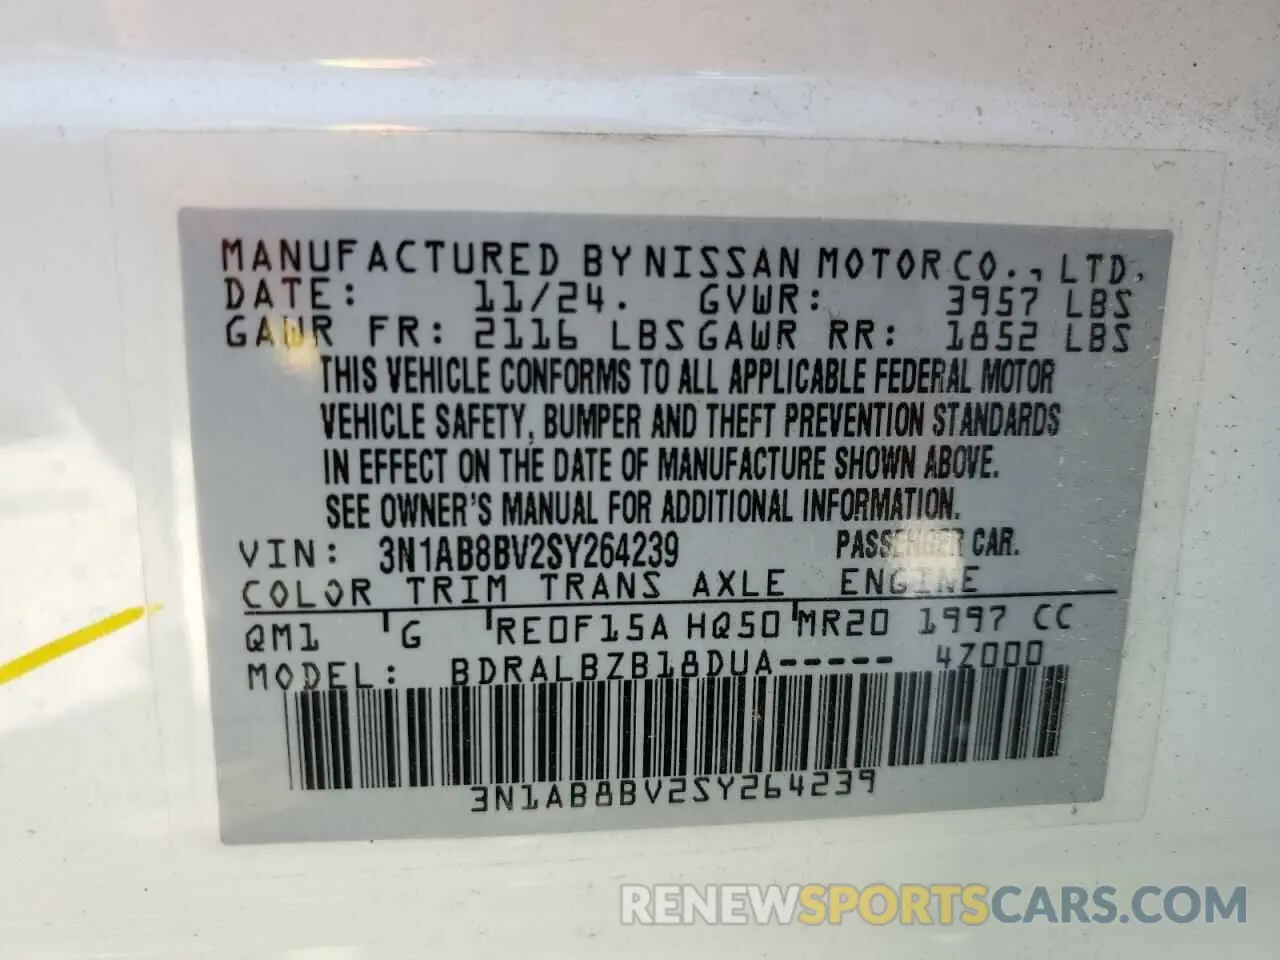 MANUFACTURED BY NISSAN MOTOR CO., LTD.
DATE: 11/24. GVWR: 3957 LBS
GAWR FR: 2116 LBS GAWR RR: 1852 LBS
THIS VEHICLE CONFORMS TO ALL APPLICABLE FEDERAL MOTOR
VEHICLE SAFETY, BUMPER AND THEFT PREVENTION STANDARDS
IN EFFECT ON THE DATE OF MANUFACTURE SHOWN ABOVE.
SEE OWNER'S MANUAL FOR ADDITIONAL INFORMATION.
VIN: 3N1AB8BV2SY264239 PASSENGER CAR.
COLOR TRIM TRANS AXLE ENGINE
QM1 G RE0F15A HQ50 MR20 1997 CC
MODEL: BDRALBZB18DUA----- 4Z000
3N1AB8BV2SY264239
RENEWSPORTSCARS.COM